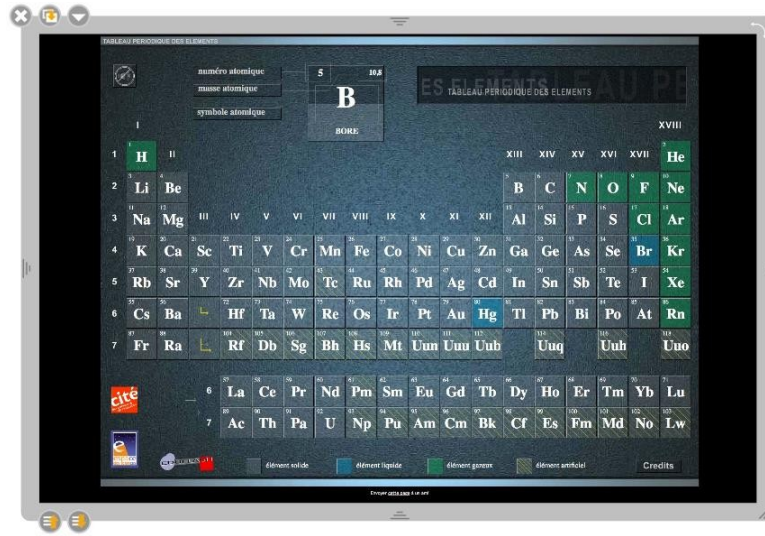 TABLEAU PERIODIQUE DES ELEMENTS
numéro atomique
masse atomique
symbole atomique
5 10,8
B
BORE
ES ELEMENTS
TABLEAU PERIODIQUE DES ELEMENTS
I XVIII
1 H II XIII XIV XV XVI XVII He
2 Li Be B C N O F Ne
3 Na Mg III IV V VI VII VIII IX X XI XII Al Si P S Cl Ar
4 K Ca Sc Ti V Cr Mn Fe Co Ni Cu Zn Ga Ge As Se Br Kr
5 Rb Sr Y Zr Nb Mo Tc Ru Rh Pd Ag Cd In Sn Sb Te I Xe
6 Cs Ba Hf Ta W Re Os Ir Pt Au Hg Tl Pb Bi Po At Rn
7 Fr Ra Rf Db Sg Bh Hs Mt Uun Uuu Uub Uuq Uuh Uuo
6 La Ce Pr Nd Pm Sm Eu Gd Tb Dy Ho Er Tm Yb Lu
7 Ac Th Pa U Np Pu Am Cm Bk Cf Es Fm Md No Lw
cité
élément solide élément liquide élément gazeux élément artificiel Credits
Envoyer cette page à un ami